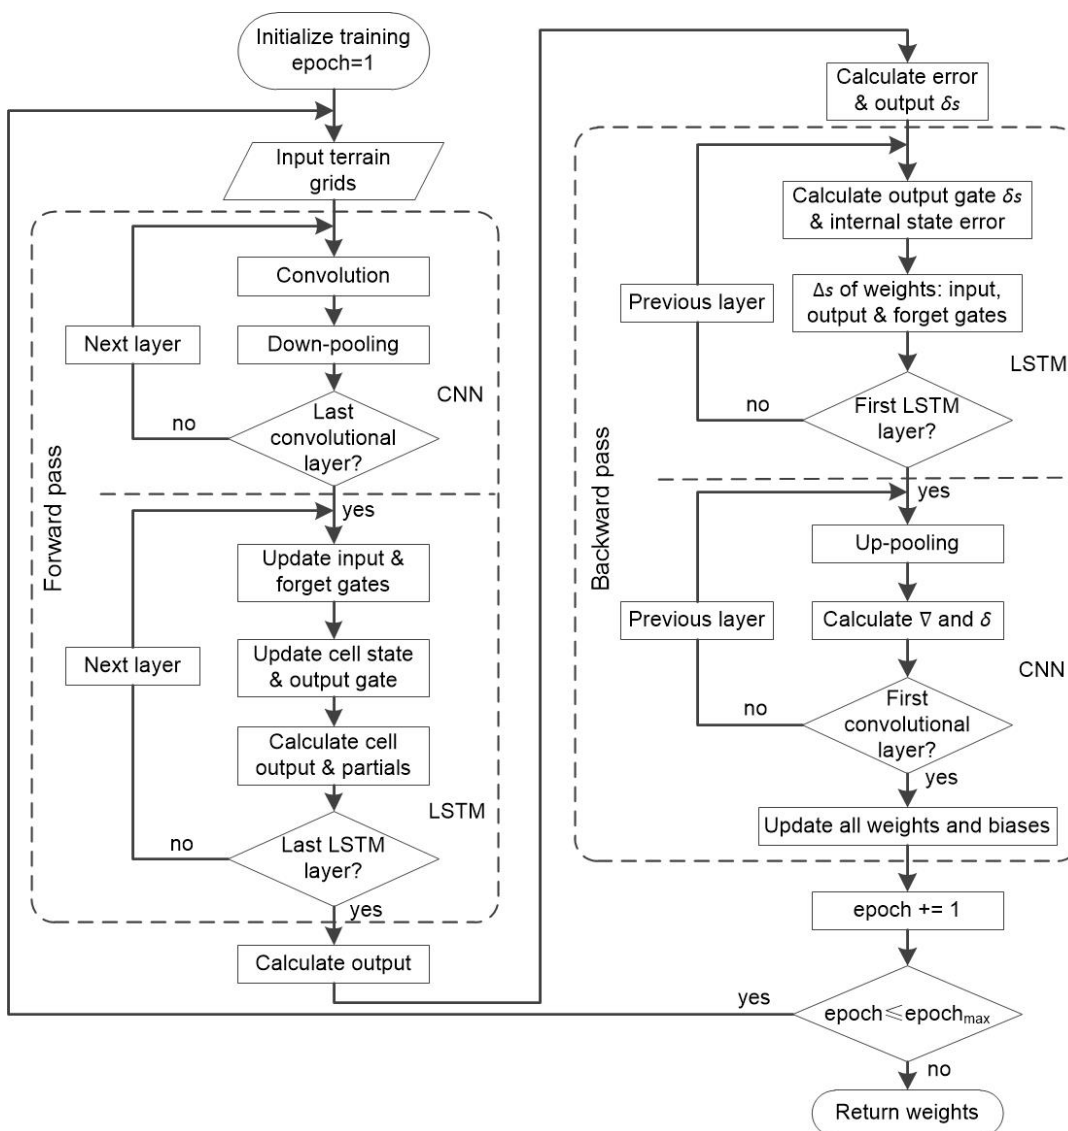 Initialize training
epoch=1
Input terrain
grids
Convolution
Next layer
Down-pooling
CNN
no
Last
convolutional
layer?
Forward pass
yes
Update input &
forget gates
Next layer
Update cell state
& output gate
Calculate cell
output & partials
LSTM
no
Last LSTM
layer?
yes
Calculate output
Calculate error
& output δs
Calculate output gate δs
& internal state error
Previous layer
Δs of weights: input,
output & forget gates
LSTM
no
First LSTM
layer?
Backward pass
yes
Up-pooling
Previous layer
Calculate ∇ and δ
CNN
no
First
convolutional
layer?
yes
Update all weights and biases
epoch += 1
yes
epoch⩽epochmax
no
Return weights